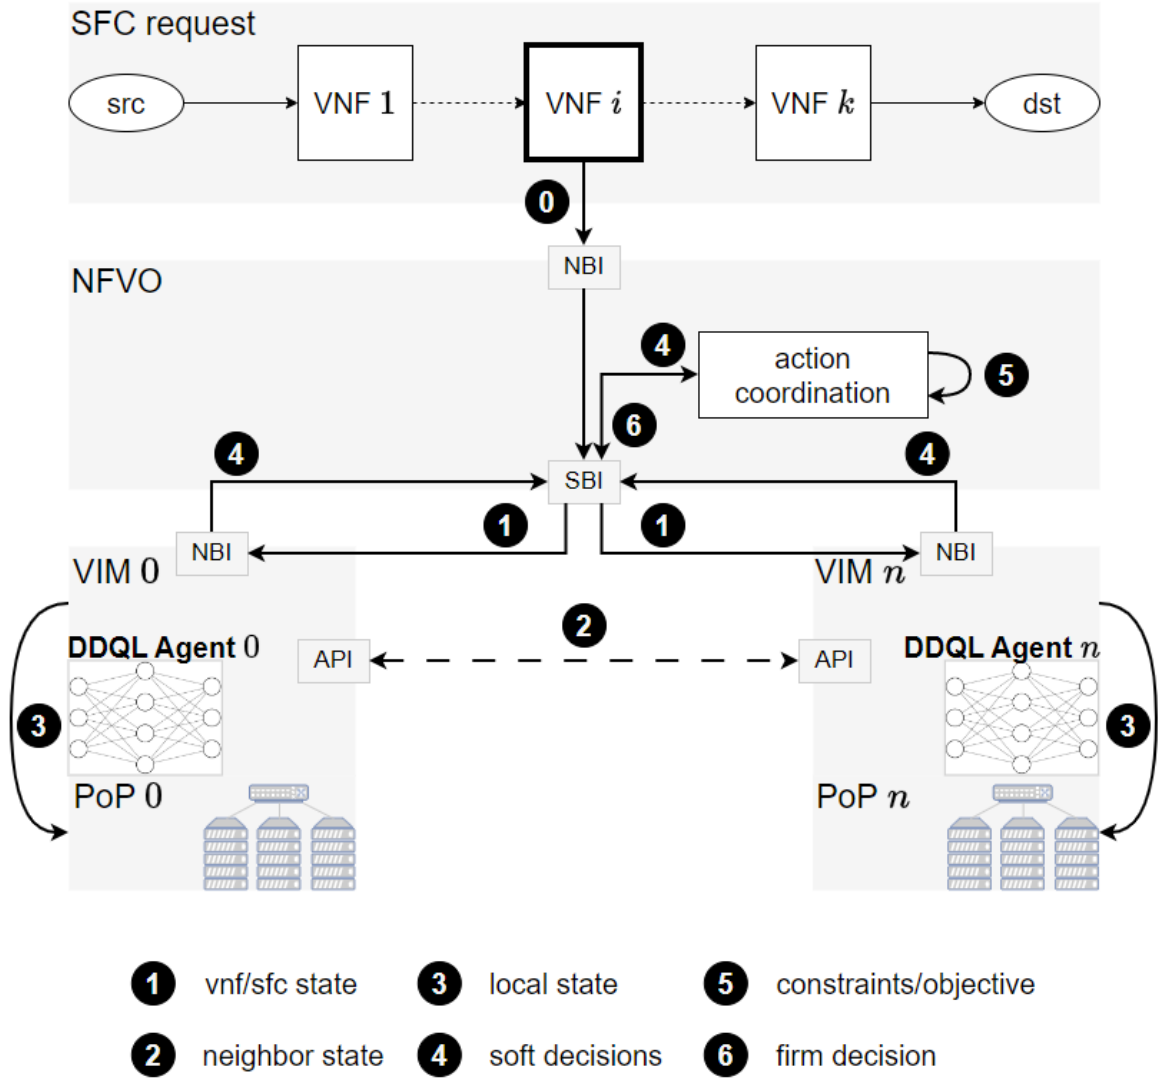 SFC request
src
VNF 1
VNF i
VNF k
dst
0
NBI
NFVO
4
action
coordination
5
6
4
SBI
4
1
1
NBI
NBI
VIM 0
VIM n
2
DDQL Agent 0
API
API
DDQL Agent n
3
3
PoP 0
PoP n
1 vnf/sfc state
3 local state
5 constraints/objective
2 neighbor state
4 soft decisions
6 firm decision